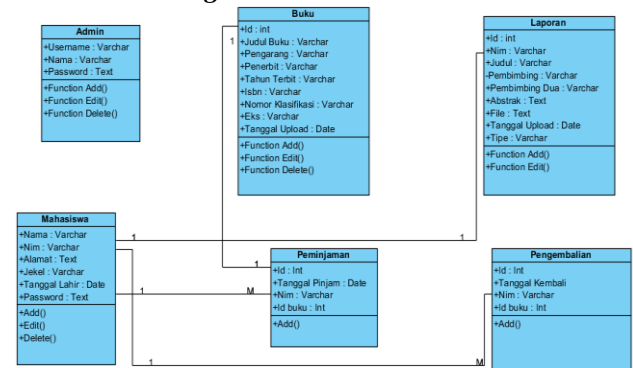 Admin
+Username : Varchar
+Nama : Varchar
+Password : Text
+Function Add()
+Function Edit()
+Function Delete()
Buku
+Id : int
+Judul Buku : Varchar
+Pengarang : Varchar
+Penerbit : Varchar
+Tahun Terbit : Varchar
+Isbn : Varchar
+Nomor Klasifikasi : Varchar
+Eks : Varchar
+Tanggal Upload : Date
+Function Add()
+Function Edit()
+Function Delete()
1
Laporan
+Id : int
+Nim : Varchar
+Judul : Varchar
-Pembimbing : Varchar
+Pembimbing Dua : Varchar
+Abstrak : Text
+File : Text
+Tanggal Upload : Date
+Tipe : Varchar
+Function Add()
+Function Edit()
Mahasiswa
+Nama : Varchar
+Nim : Varchar
+Alamat : Text
+Jekel : Varchar
+Tanggal Lahir : Date
+Password : Text
+Add()
+Edit()
+Delete()
1
1
1
M
1
M
Peminjaman
1
+Id : Int
+Tanggal Pinjam : Date
+Nim : Varchar
+Id buku : Int
+Add()
Pengembalian
+Id : Int
+Tanggal Kembali
+Nim : Varchar
+Id buku : Int
+Add()